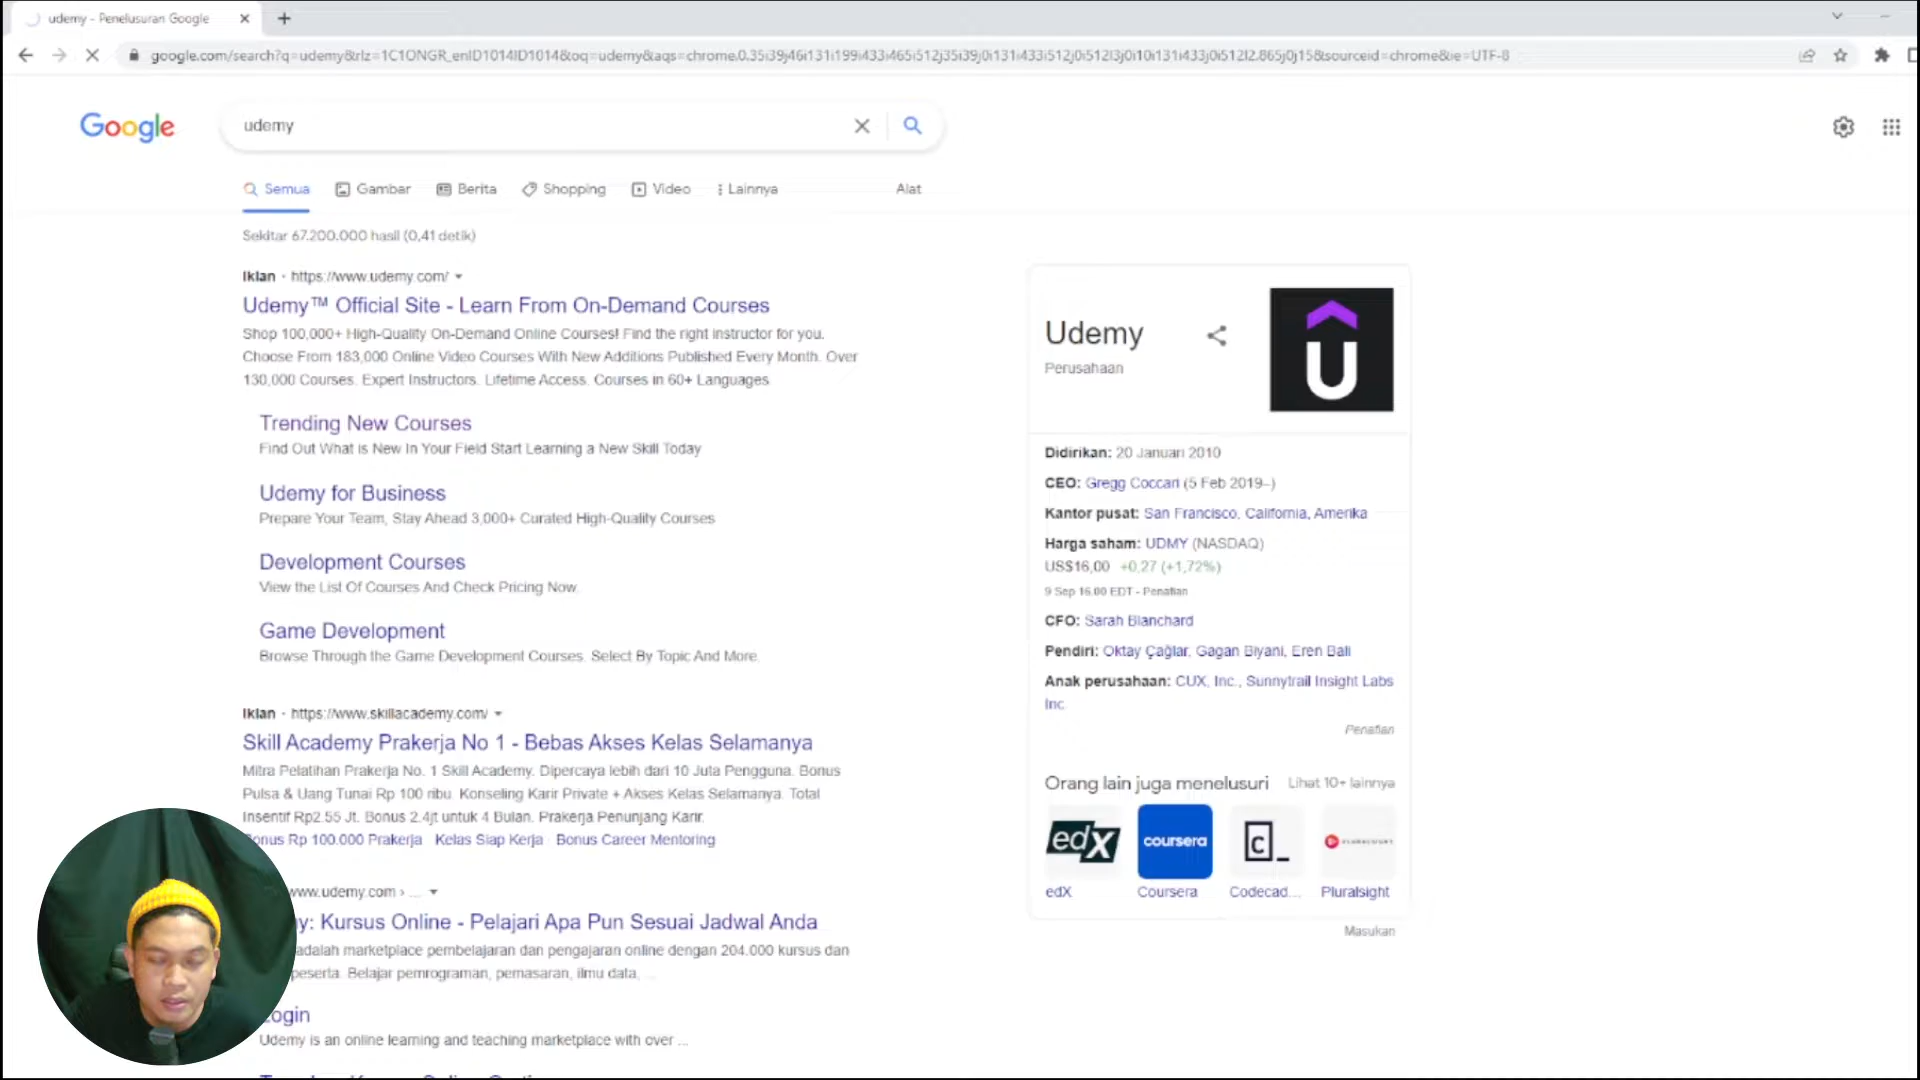 udemy - Penelusuran Google
google.com/search?q=udemy&rlz=1C1ONGR_enID1014ID1014&oq=udemy&aqs=chrome.0.35i39j46i131i199i433i465i512j35i39j0i131i433i512j0i512l3j0i10i131i433j0i512l2.865j0j15&sourceid=chrome&ie=UTF-8
Google
udemy
Semua
Gambar
Berita
Shopping
Video
Lainnya
Alat
Sekitar 67.200.000 hasil (0,41 detik)
Iklan · https://www.udemy.com/
Udemy™ Official Site - Learn From On-Demand Courses
Shop 100,000+ High-Quality On-Demand Online Courses! Find the right instructor for you.
Choose From 183,000 Online Video Courses With New Additions Published Every Month. Over
130,000 Courses. Expert Instructors. Lifetime Access. Courses in 60+ Languages
Trending New Courses
Find Out What is New In Your Field Start Learning a New Skill Today
Udemy for Business
Prepare Your Team, Stay Ahead 3,000+ Curated High-Quality Courses
Development Courses
View the List Of Courses And Check Pricing Now.
Game Development
Browse Through the Game Development Courses. Select By Topic And More.
Iklan · https://www.skillacademy.com/
Skill Academy Prakerja No 1 - Bebas Akses Kelas Selamanya
Mitra Pelatihan Prakerja No. 1 Skill Academy. Dipercaya lebih dari 10 Juta Pengguna. Bonus
Pulsa & Uang Tunai Rp 100 ribu. Konseling Karir Private + Akses Kelas Selamanya. Total
Insentif Rp2.55 Jt. Bonus 2.4jt untuk 4 Bulan. Prakerja Penunjang Karir.
onus Rp 100.000 Prakerja · Kelas Siap Kerja · Bonus Career Mentoring
www.udemy.com › ...
y: Kursus Online - Pelajari Apa Pun Sesuai Jadwal Anda
adalah marketplace pembelajaran dan pengajaran online dengan 204.000 kursus dan
peserta. Belajar pemrograman, pemasaran, ilmu data, ...
Login
Udemy is an online learning and teaching marketplace with over ...
Udemy
Perusahaan
U
Didirikan: 20 Januari 2010
CEO: Gregg Coccari (5 Feb 2019–)
Kantor pusat: San Francisco, California, Amerika
Harga saham: UDMY (NASDAQ)
US$16,00 +0,27 (+1,72%)
9 Sep 16.00 EDT - Penafian
CFO: Sarah Blanchard
Pendiri: Oktay Çağlar, Gagan Biyani, Eren Bali
Anak perusahaan: CUX, Inc., Sunnytrail Insight Labs
Inc.
Penafian
Orang lain juga menelusuri
Lihat 10+ lainnya
edX
coursera
c_
PLURALSIGHT
edX
Coursera
Codecad...
Pluralsight
Masukan